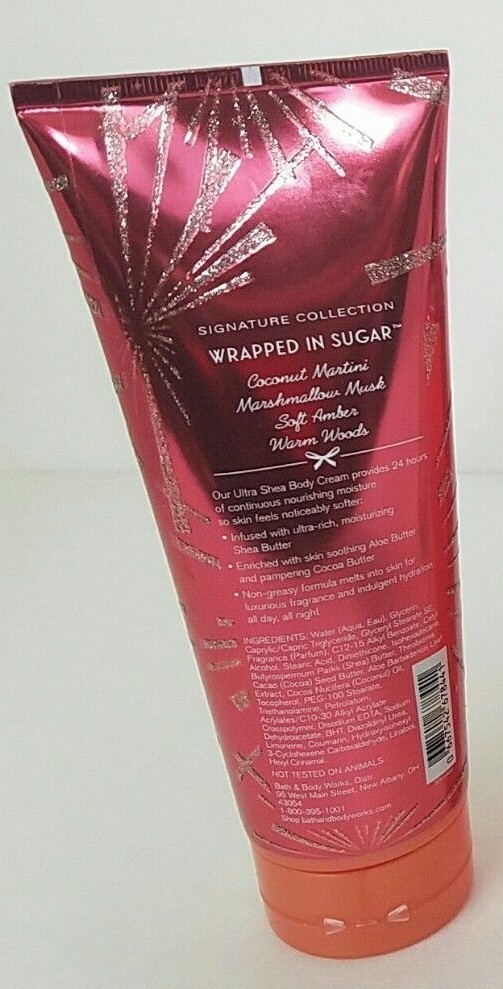 SIGNATURE COLLECTION
WRAPPED IN SUGAR™
Coconut Martini
Marshmallow Musk
Soft Amber
Warm Woods
Our Ultra Shea Body Cream provides 24 hours
of continuous nourishing moisture
so skin feels noticeably softer:
• Infused with ultra-rich, moisturizing
Shea Butter
• Enriched with skin soothing Aloe Butter
and pampering Cocoa Butter
• Non-greasy formula melts into skin for
luxurious fragrance and indulgent hydration
all day, all night
INGREDIENTS: Water (Aqua, Eau), Glycerin,
Caprylic/Capric Triglyceride, Glyceryl Stearate SE,
Fragrance (Parfum), C12-15 Alkyl Benzoate, Cetyl
Alcohol, Stearic Acid, Dimethicone, Isohexadecane,
Butyrospermum Parkii (Shea) Butter, Theobroma
Cacao (Cocoa) Seed Butter, Aloe Barbadensis Leaf
Extract, Cocos Nucifera (Coconut) Oil,
Tocopherol, PEG-100 Stearate,
Triethanolamine, Petrolatum,
Acrylates/C10-30 Alkyl Acrylate
Crosspolymer, Disodium EDTA, Sodium
Dehydroacetate, BHT, Diazolidinyl Urea,
Limonene, Coumarin, Hydroxyisohexyl
3-Cyclohexene Carboxaldehyde, Linalool,
Hexyl Cinnamal.
NOT TESTED ON ANIMALS
Bath & Body Works, Distr.
95 West Main Street, New Albany, OH
43054
1-800-395-1001
Shop bathandbodyworks.com